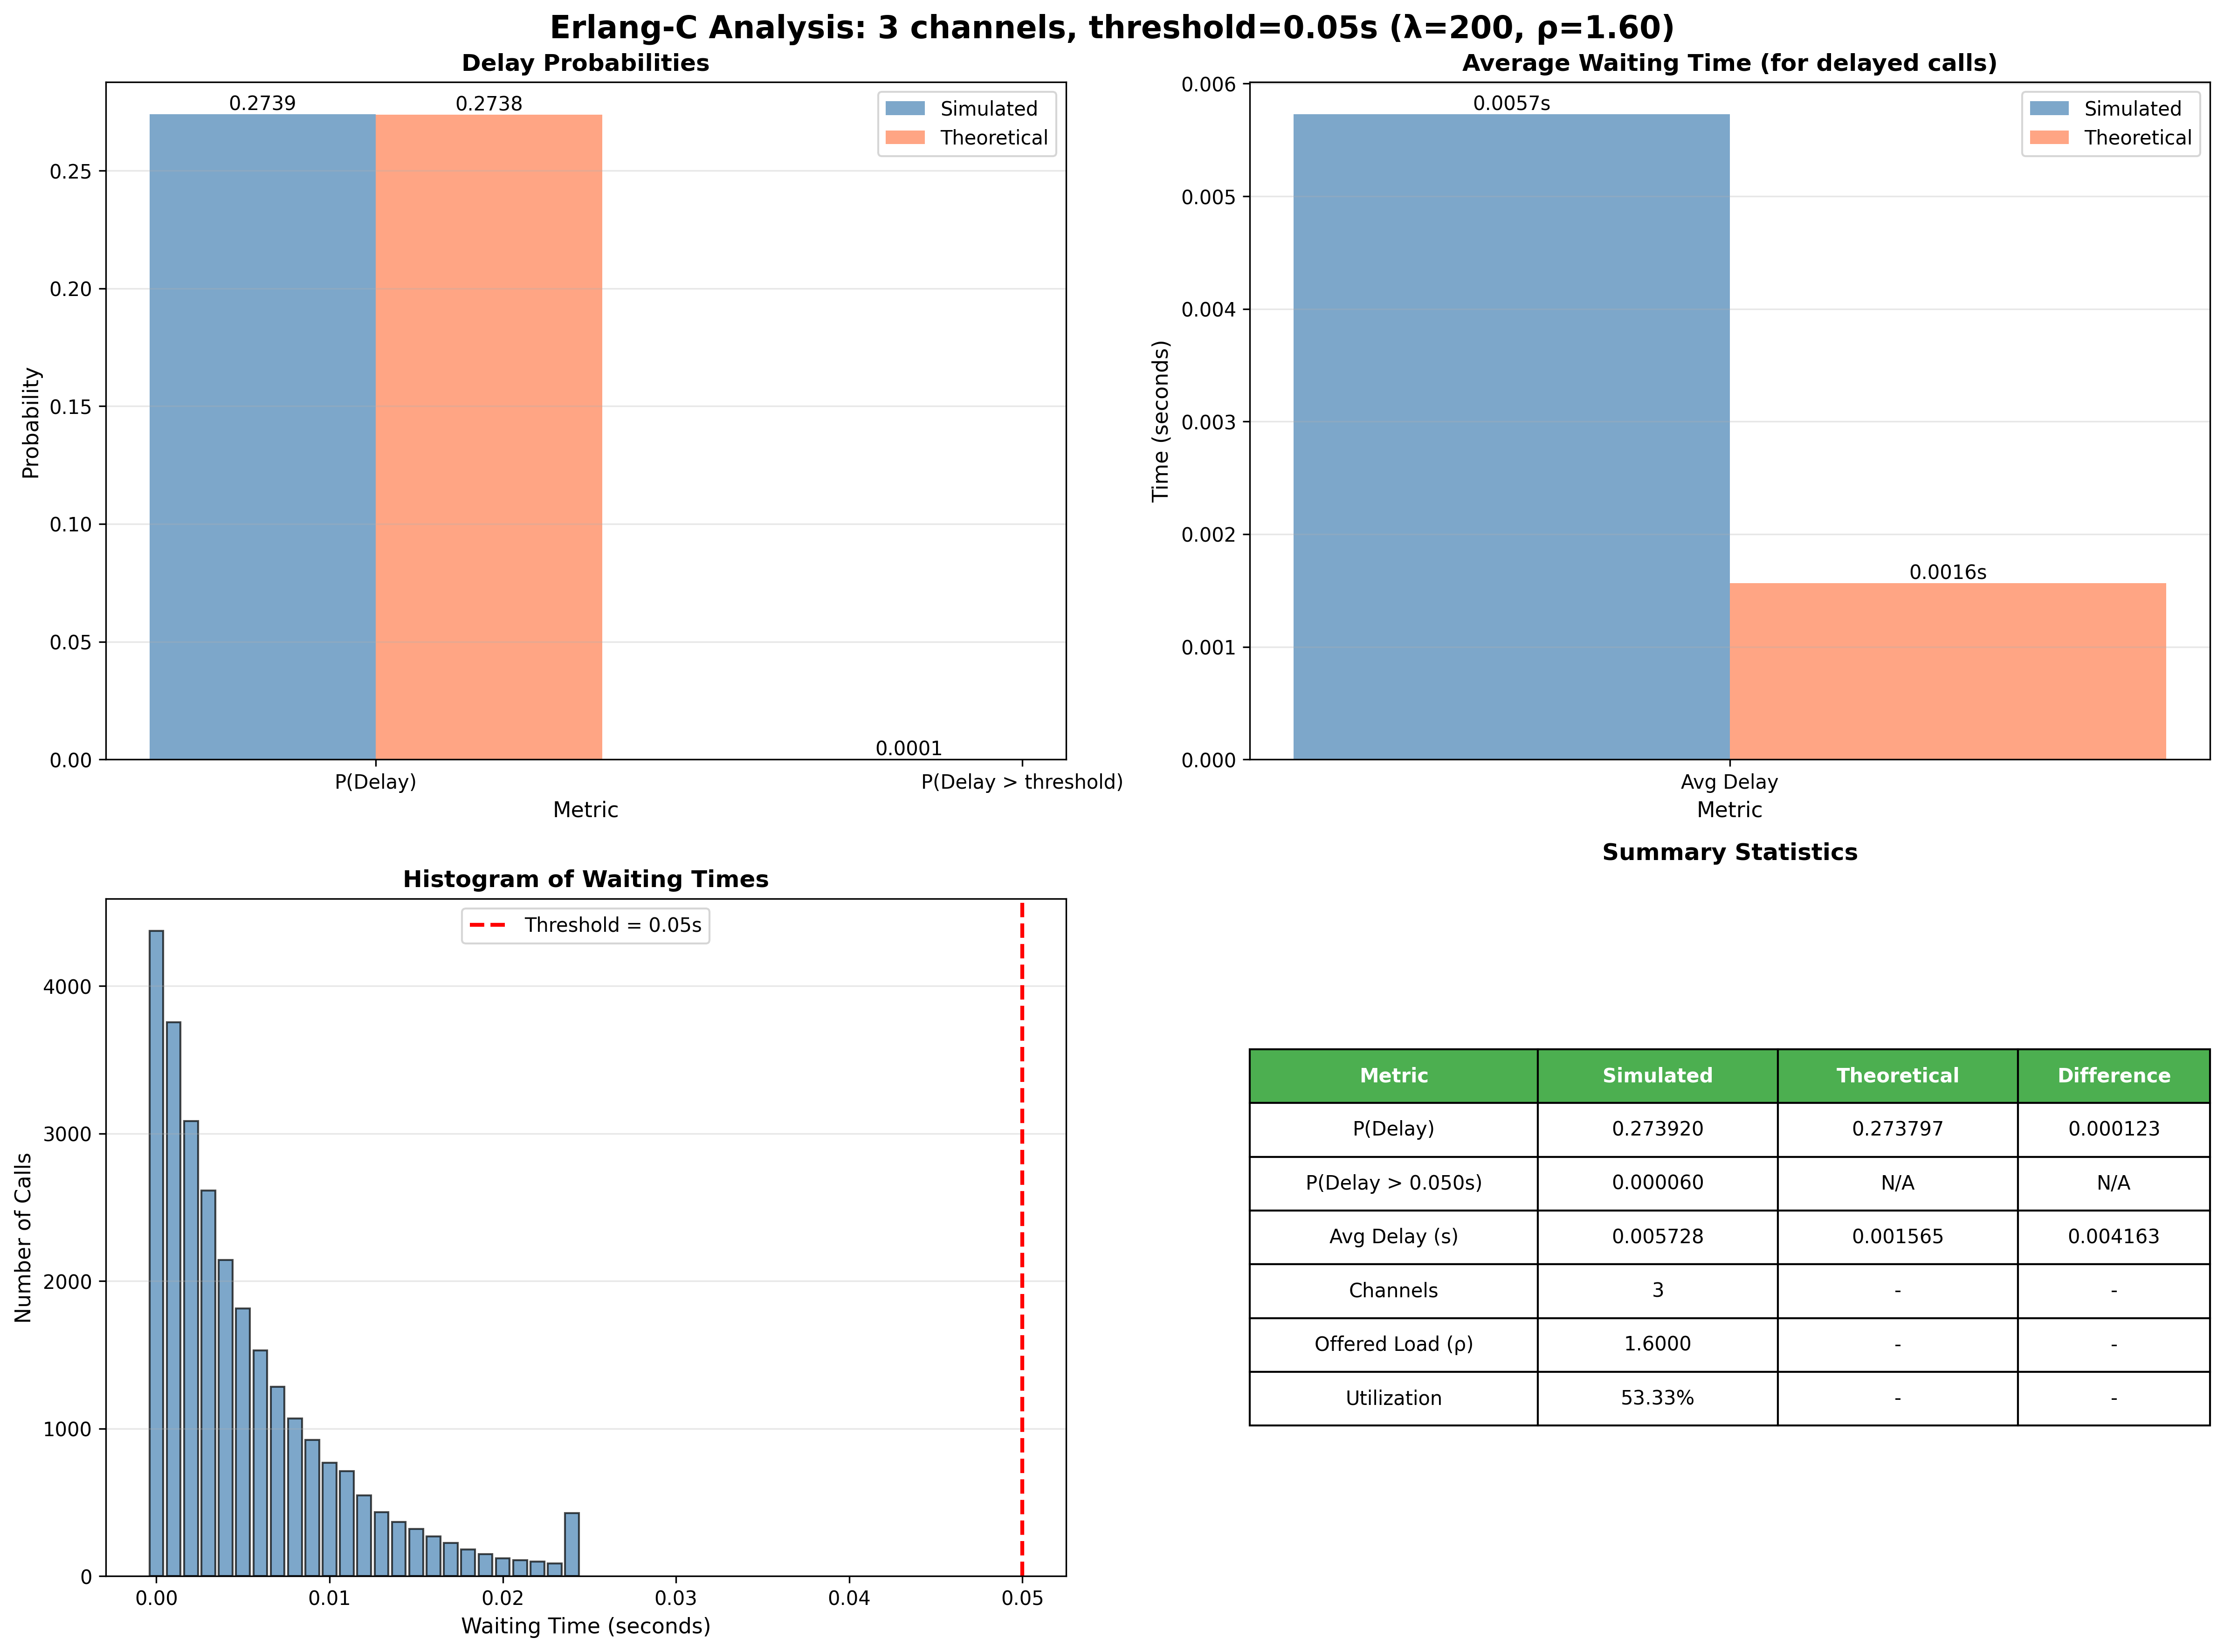 Erlang-C Analysis: 3 channels, threshold=0.05s (λ=200, ρ=1.60)
Delay Probabilities
0.2739
0.2738
Simulated
Theoretical
0.25
0.20
0.15
0.10
0.05
0.00
Probability
0.0001
P(Delay)
P(Delay > threshold)
Metric
Average Waiting Time (for delayed calls)
0.006
0.005
0.004
0.003
0.002
0.001
0.000
Time (seconds)
0.0057s
0.0016s
Simulated
Theoretical
Avg Delay
Metric
Histogram of Waiting Times
Threshold = 0.05s
4000
3000
2000
1000
0
Number of Calls
0.00 0.01 0.02 0.03 0.04 0.05
Waiting Time (seconds)
Summary Statistics
Metric Simulated Theoretical Difference
P(Delay) 0.273920 0.273797 0.000123
P(Delay > 0.050s) 0.000060 N/A N/A
Avg Delay (s) 0.005728 0.001565 0.004163
Channels 3 - -
Offered Load (ρ) 1.6000 - -
Utilization 53.33% - -